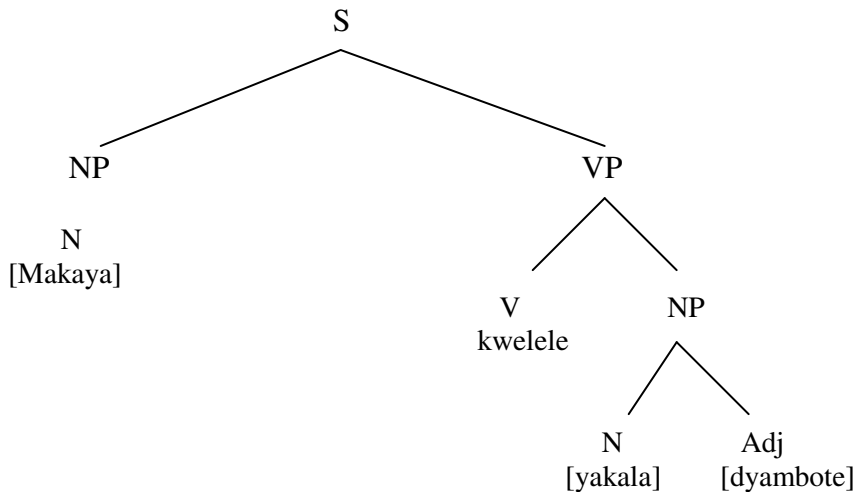 S
NP VP
N
[Makaya]
V NP
kwelele
N Adj
[yakala] [dyambote]